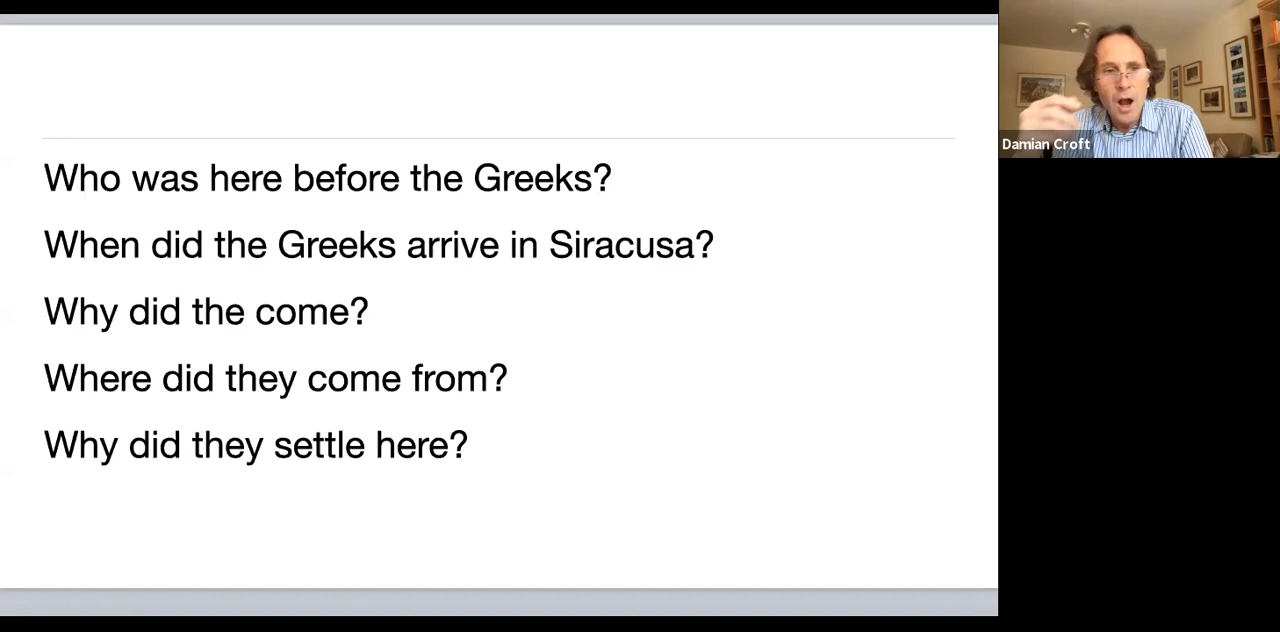 Who was here before the Greeks?
When did the Greeks arrive in Siracusa?
Why did the come?
Where did they come from?
Why did they settle here?
Damian Croft